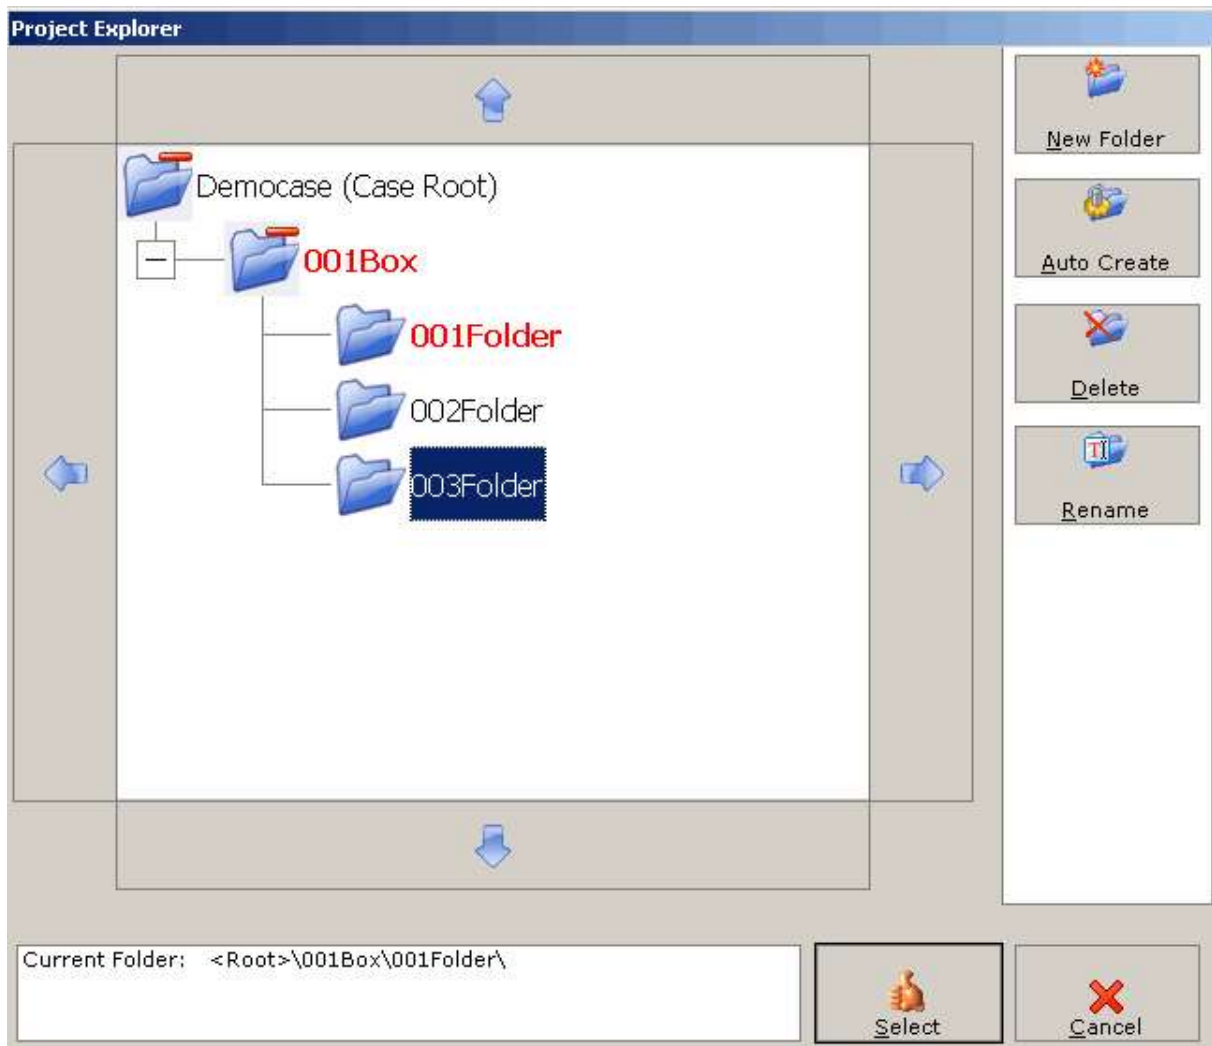 Project Explorer
New Folder
Democase (Case Root)
Auto Create
001Box
001Folder
Delete
002Folder
003Folder
Rename
Current Folder: <Root>\001Box\001Folder\
Select
Cancel